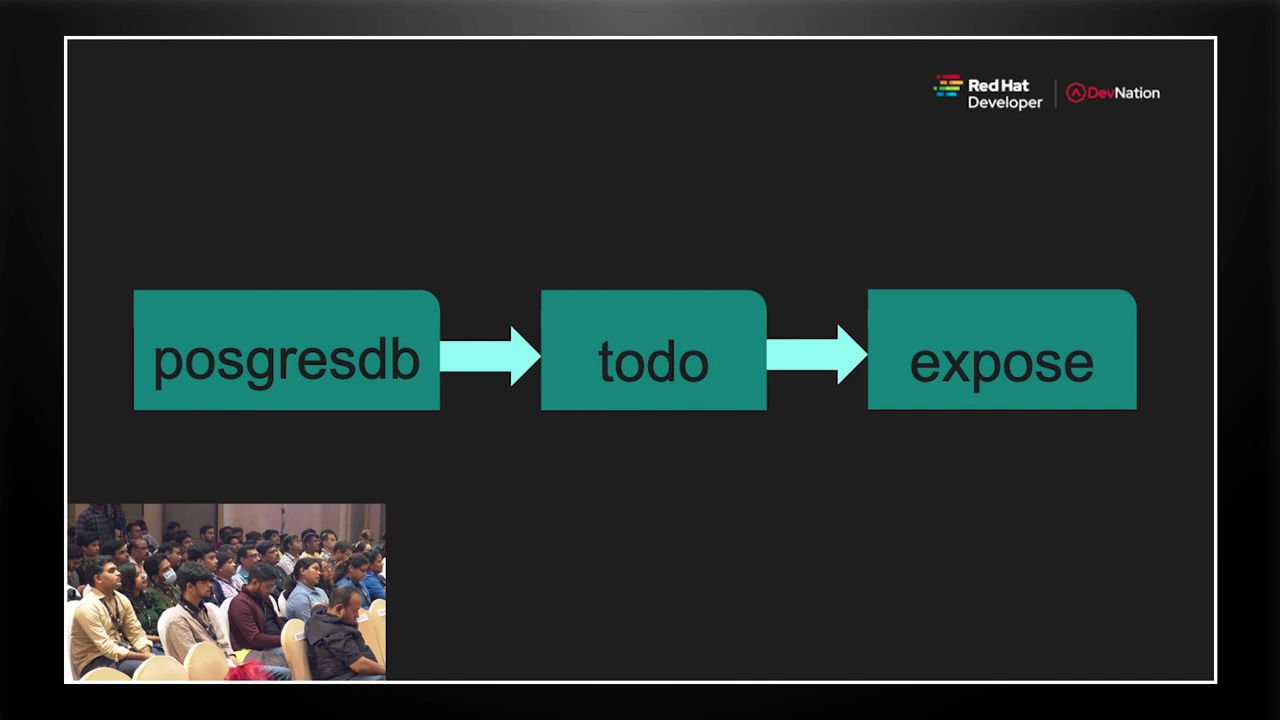 Red Hat
Developer
DevNation
posgresdb
todo
expose